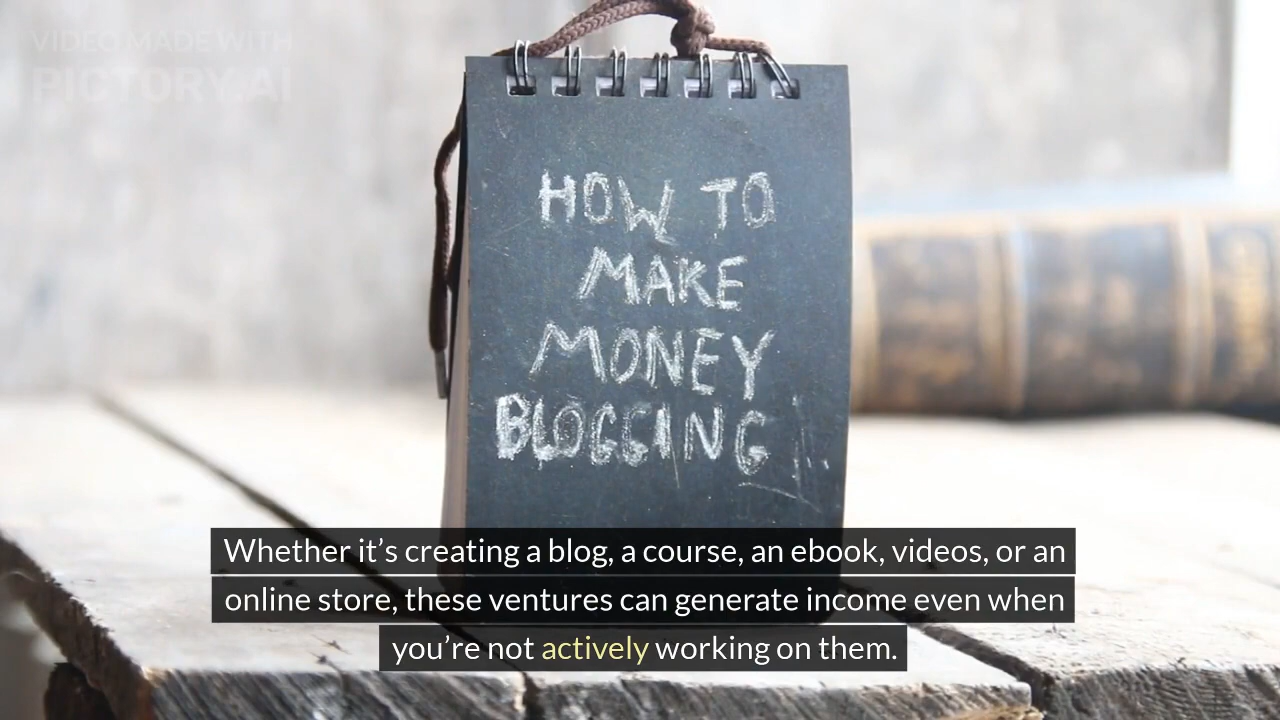 VIDEO MADE WITH
PICTORY.AI
HOW TO
MAKE
MONEY
BLOGGING
Whether it’s creating a blog, a course, an ebook, videos, or an
online store, these ventures can generate income even when
you’re not actively working on them.